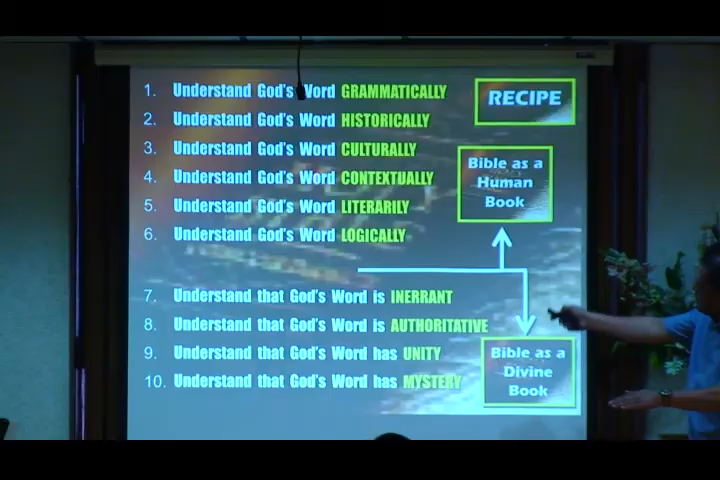 1. Understand God's Word GRAMMATICALLY
2. Understand God's Word HISTORICALLY
3. Understand God's Word CULTURALLY
4. Understand God's Word CONTEXTUALLY
5. Understand God's Word LITERARILY
6. Understand God's Word LOGICALLY
RECIPE
Bible as a
Human
Book
7. Understand that God's Word is INERRANT
8. Understand that God's Word is AUTHORITATIVE
9. Understand that God's Word has UNITY
10. Understand that God's Word has MYSTERY
Bible as a
Divine
Book